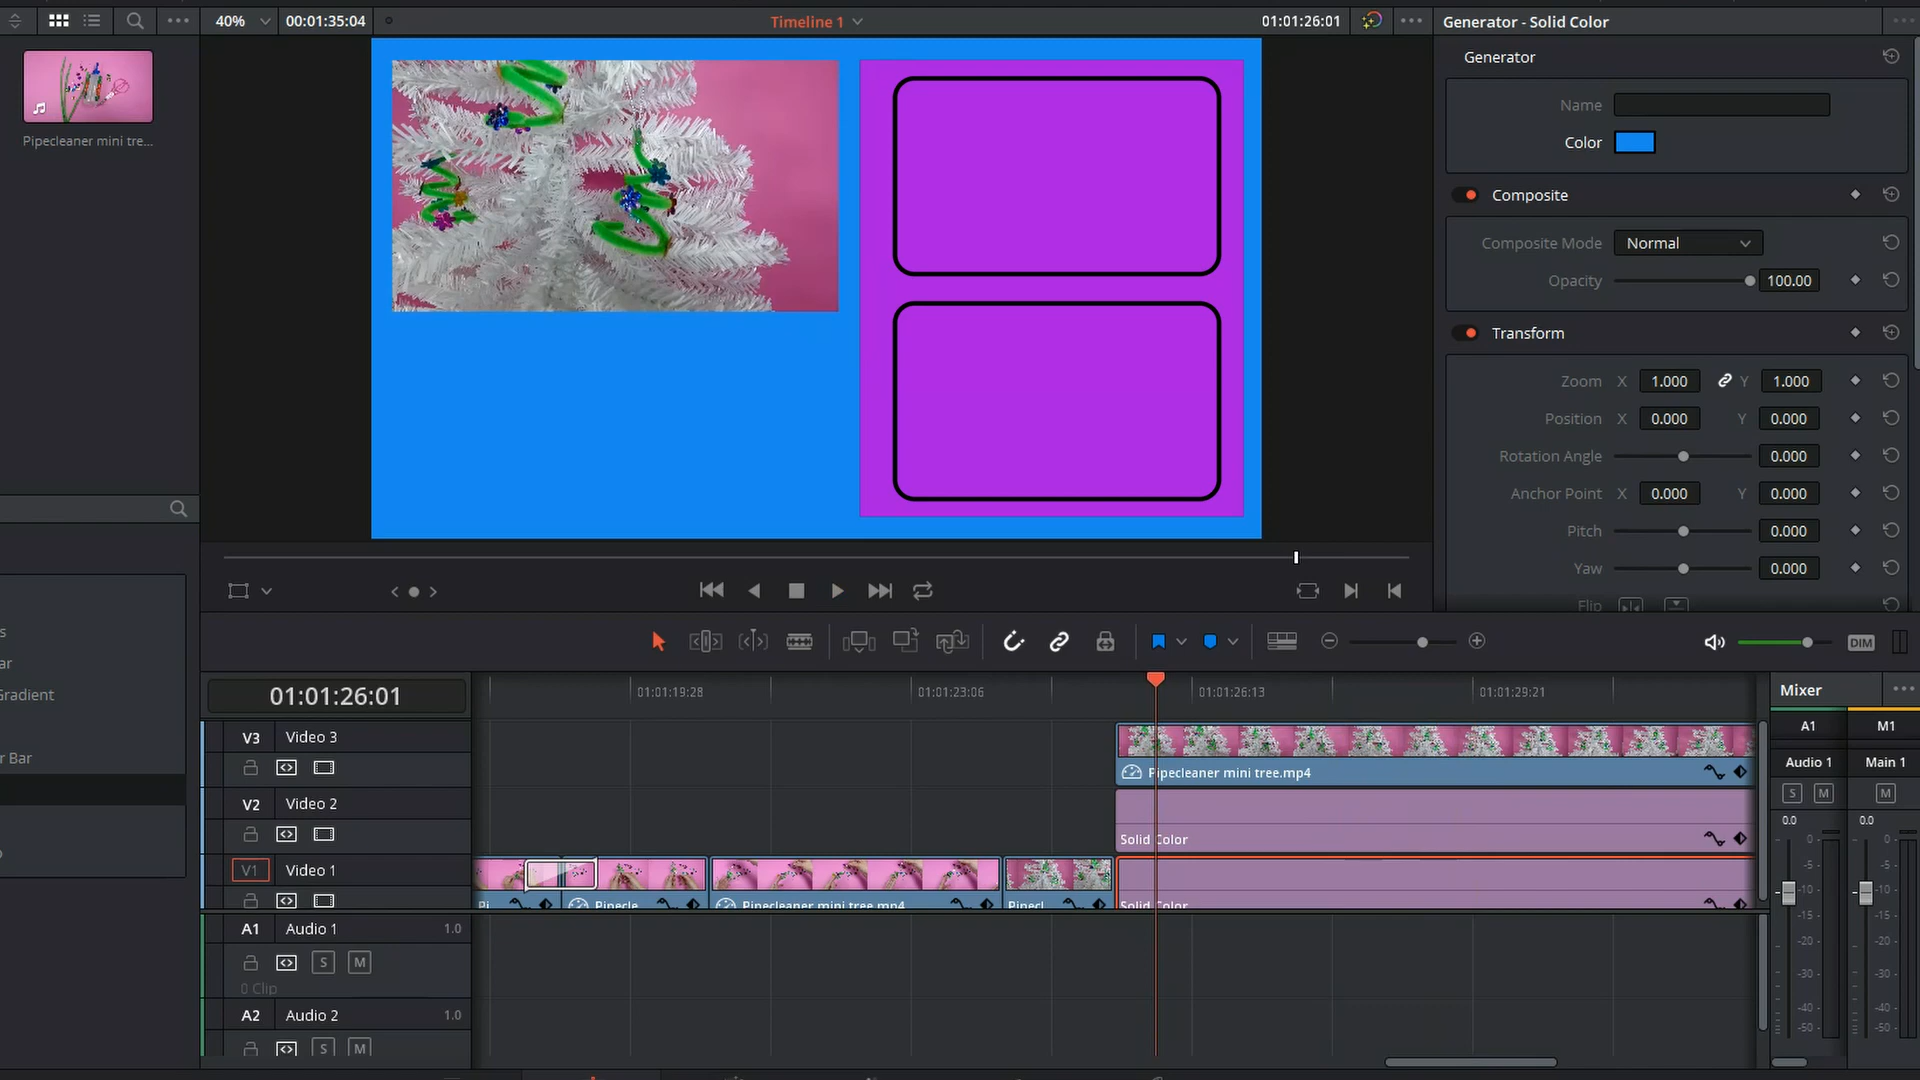 40%
00:01:35:04
Timeline 1
01:01:26:01
Generator - Solid Color
Generator
Name
Color
Composite
Composite Mode
Normal
Opacity
100.00
Transform
Zoom X 1.000 Y 1.000
Position X 0.000 Y 0.000
Rotation Angle 0.000
Anchor Point X 0.000 Y 0.000
Pitch 0.000
Yaw 0.000
Flip
Pipecleaner mini tre...
s
ar
Gradient
r Bar
DIM
01:01:26:01
01:01:19:28
01:01:23:06
01:01:26:13
01:01:29:21
V3 Video 3
Pipecleaner mini tree.mp4
V2 Video 2
Solid Color
V1 Video 1
Pi
Pinecle
Pipecleaner mini tree.mp4
Pinecl
Solid Color
A1 Audio 1 1.0
S M
0 Clip
A2 Audio 2 1.0
S M
Mixer
A1 M1
Audio 1 Main 1
S M M
0.0 0.0
0 0
-5 -5
-10 -10
-15 -15
-20 -20
-30 -30
-40 -40
-50 -50